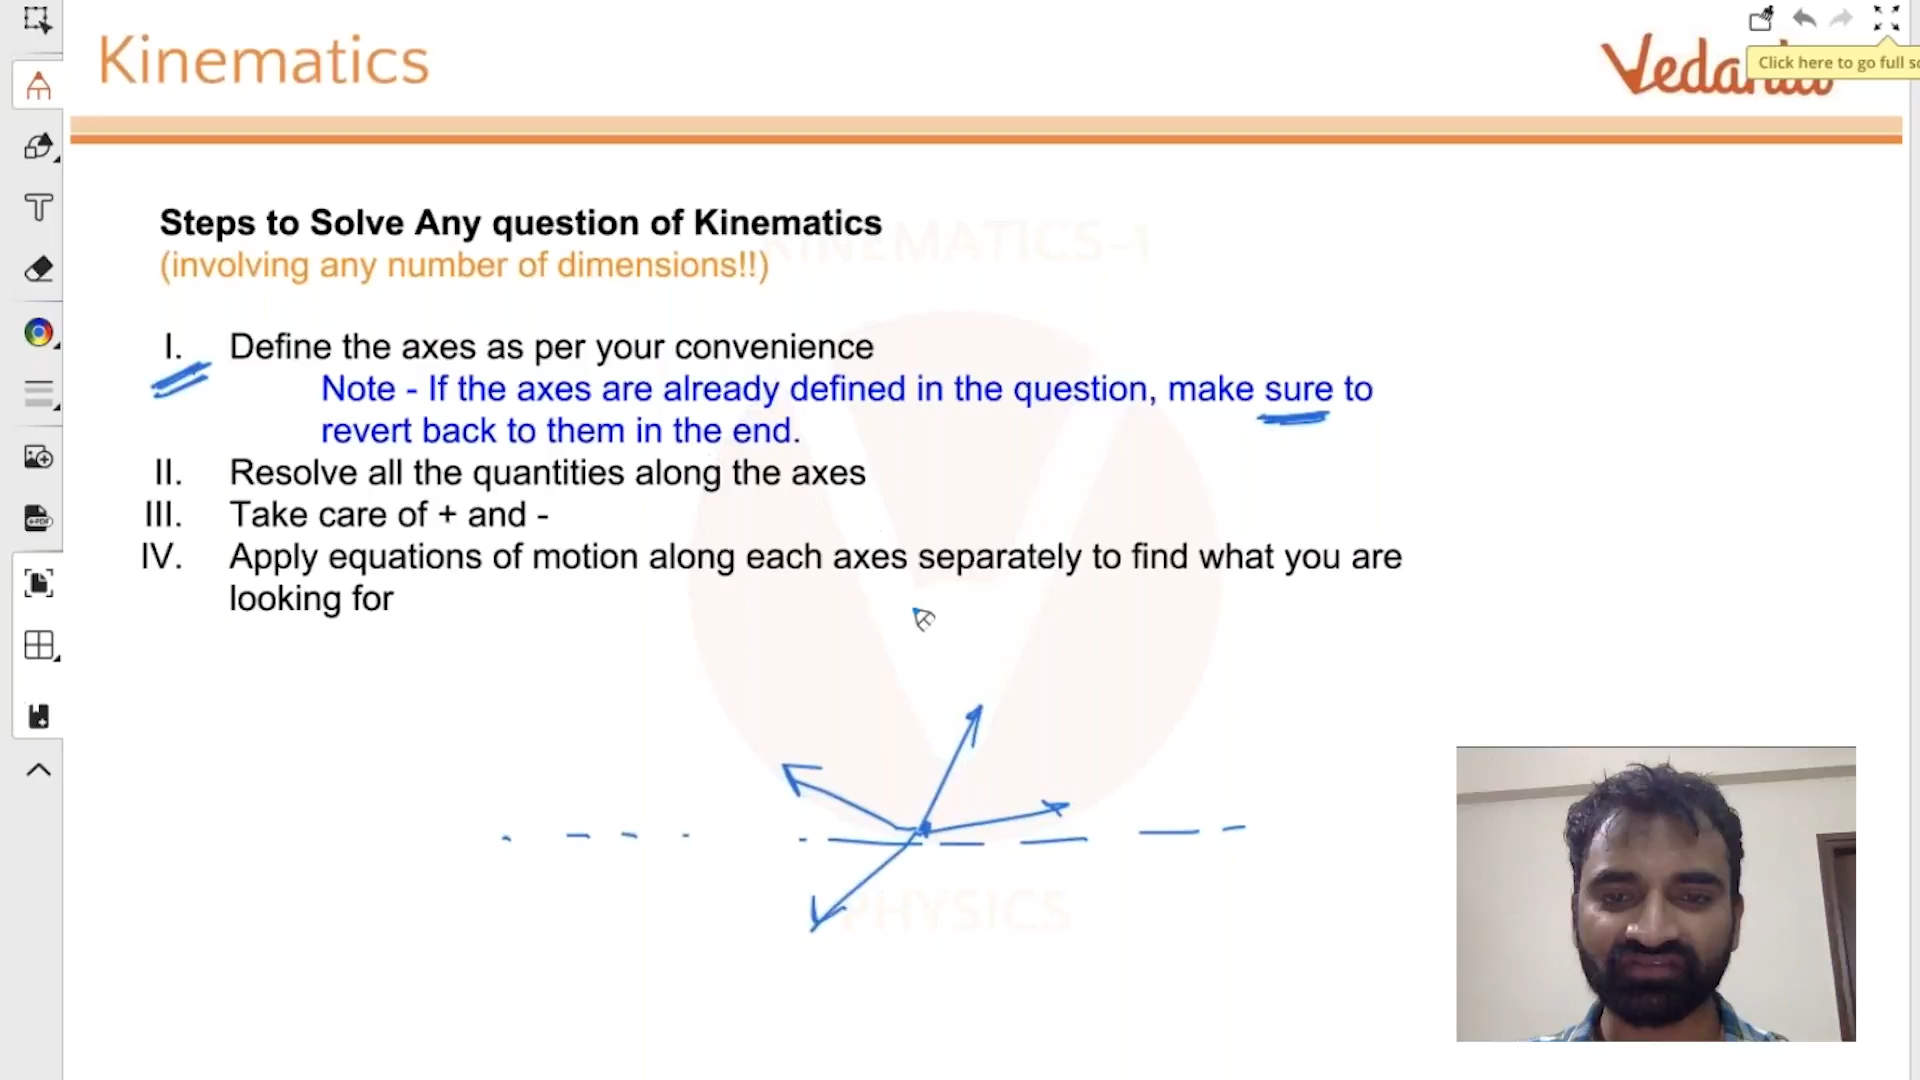 Kinematics
Click here to go full
Steps to Solve Any question of Kinematics
(involving any number of dimensions!!)
KINEMATICS-1
I. Define the axes as per your convenience
Note - If the axes are already defined in the question, make sure to
revert back to them in the end.
II. Resolve all the quantities along the axes
III. Take care of + and -
IV. Apply equations of motion along each axes separately to find what you are
looking for
PHYSICS